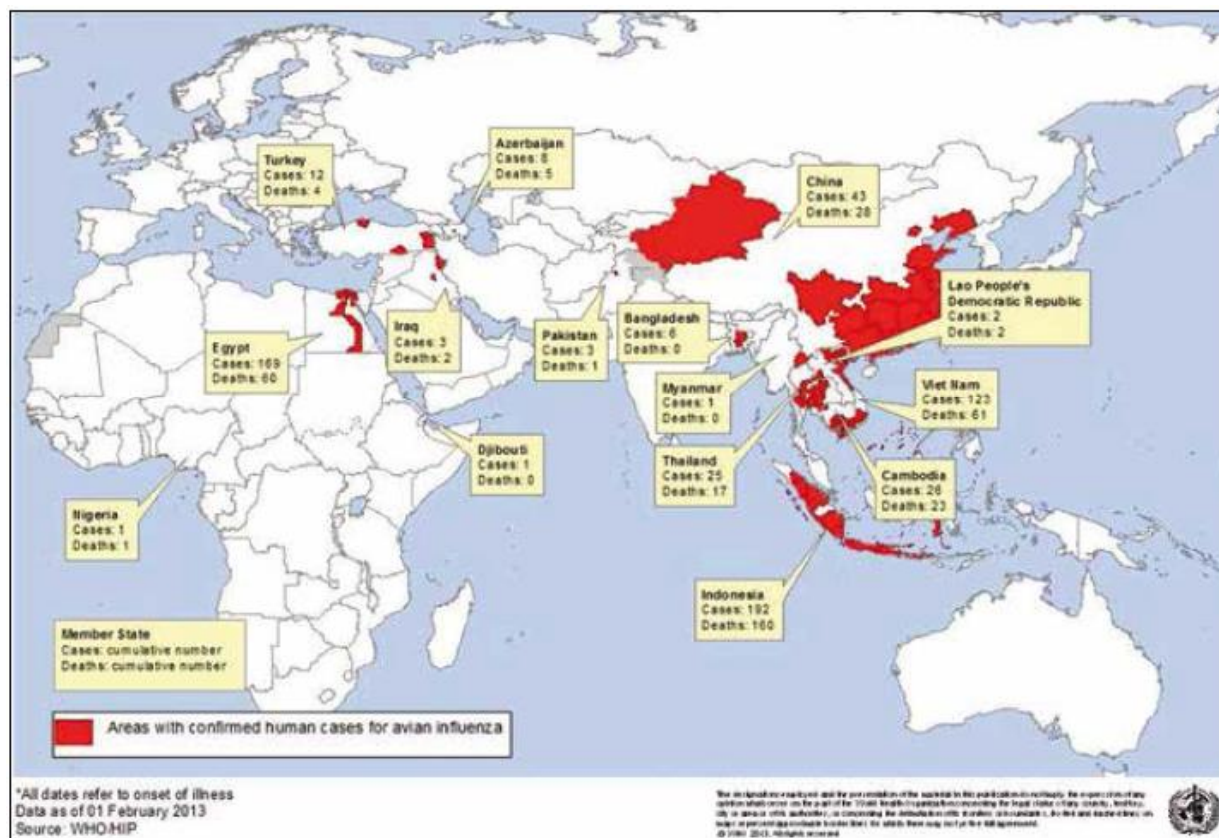 Turkey
Cases: 12
Deaths: 4
Azerbaijan
Cases: 8
Deaths: 5
China
Cases: 43
Deaths: 28
Lao People's
Democratic Republic
Cases: 2
Deaths: 2
Egypt
Cases: 169
Deaths: 60
Iraq
Cases: 3
Deaths: 2
Pakistan
Cases: 3
Deaths: 1
Bangladesh
Cases: 6
Deaths: 0
Myanmar
Cases: 1
Deaths: 0
Viet Nam
Cases: 123
Deaths: 61
Djibouti
Cases: 1
Deaths: 0
Thailand
Cases: 25
Deaths: 17
Cambodia
Cases: 26
Deaths: 23
Nigeria
Cases: 1
Deaths: 1
Indonesia
Cases: 192
Deaths: 160
Member State
Cases: cumulative number
Deaths: cumulative number
Areas with confirmed human cases for avian influenza
*All dates refer to onset of illness
Data as of 01 February 2013
Source: WHO/HIP
All rights reserved